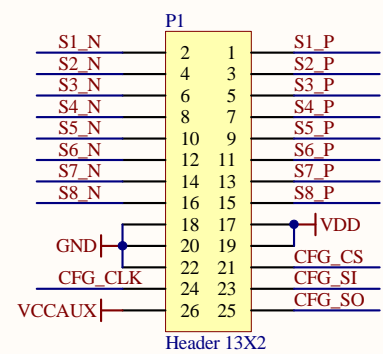 P1
S1_N 2 1 S1_P
S2_N 4 3 S2_P
S3_N 6 5 S3_P
S4_N 8 7 S4_P
S5_N 10 9 S5_P
S6_N 12 11 S6_P
S7_N 14 13 S7_P
S8_N 16 15 S8_P
18 17 VDD
GND 20 19
22 21 CFG_CS
CFG_CLK 24 23 CFG_SI
VCCAUX 26 25 CFG_SO
Header 13X2